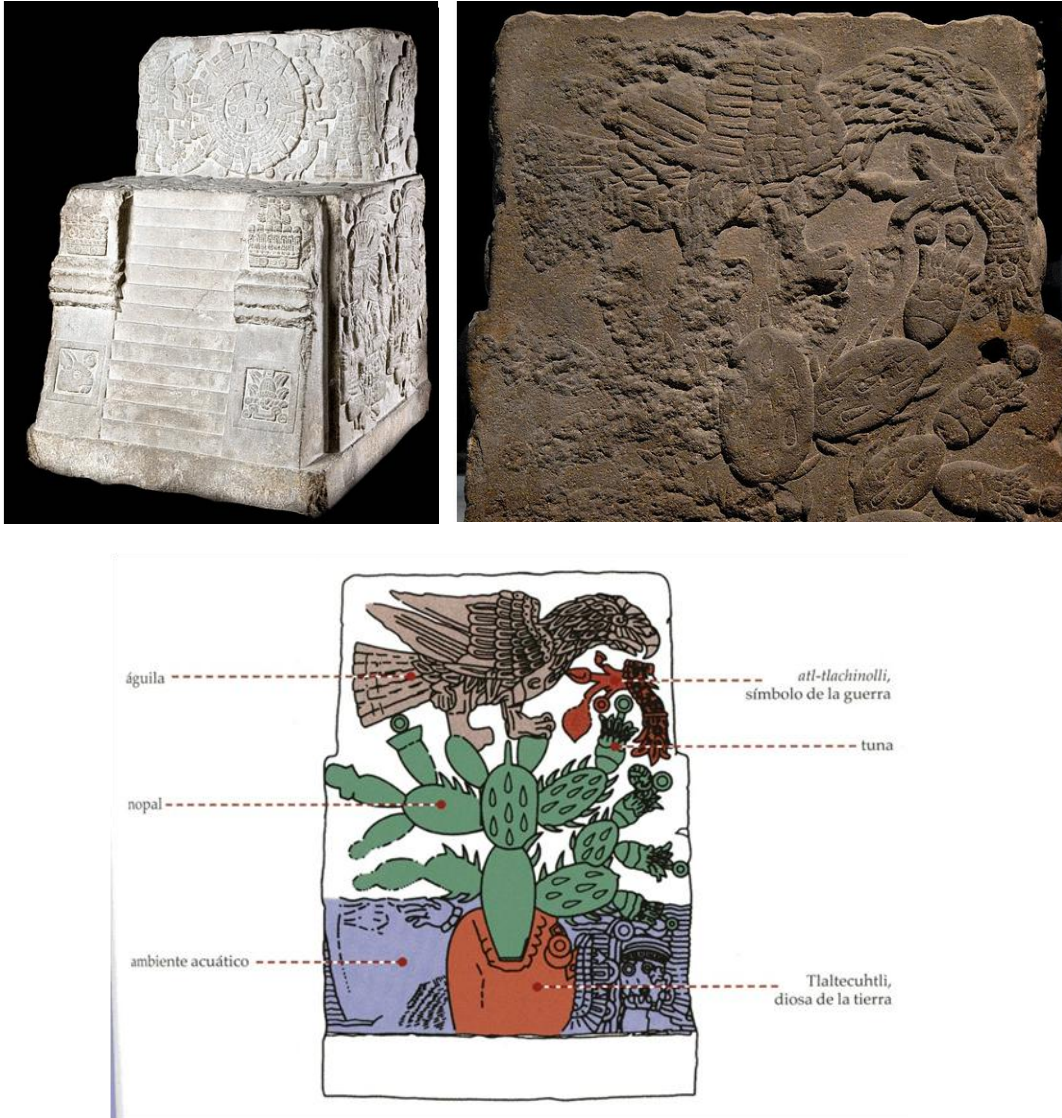 águila
atl-tlachinolli,
símbolo de la guerra
tuna
nopal
ambiente acuático
Tlaltecuhtli,
diosa de la tierra